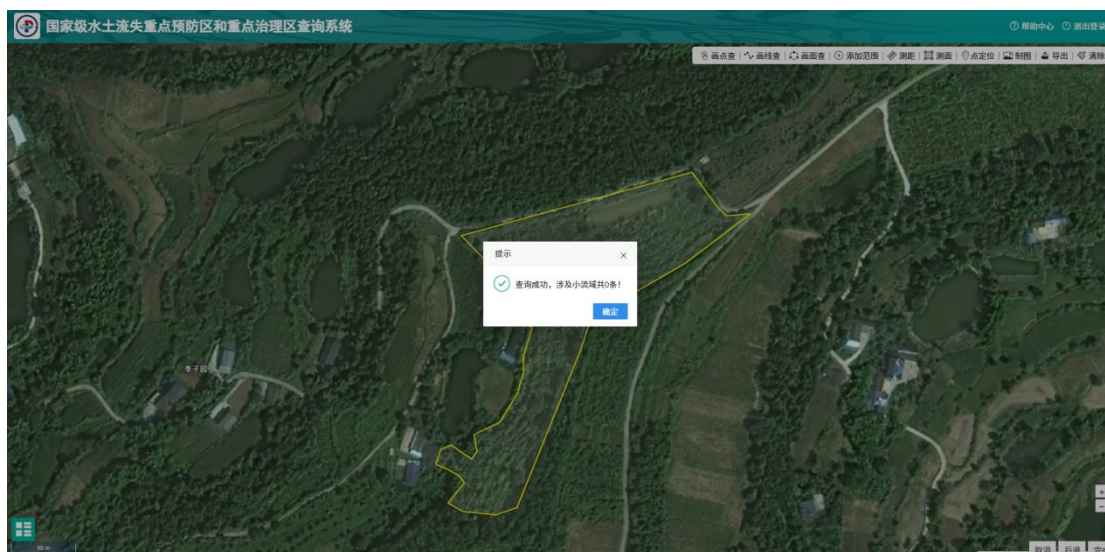 国家级水土流失重点预防区和重点治理区查询系统
帮助中心 退出登录
画点查 画线查 画面查 添加范围 测距 测面 点定位 制图 导出 清除
提示
查询成功，涉及小流域共0条！
确定
李子园
50 m
取消 后退